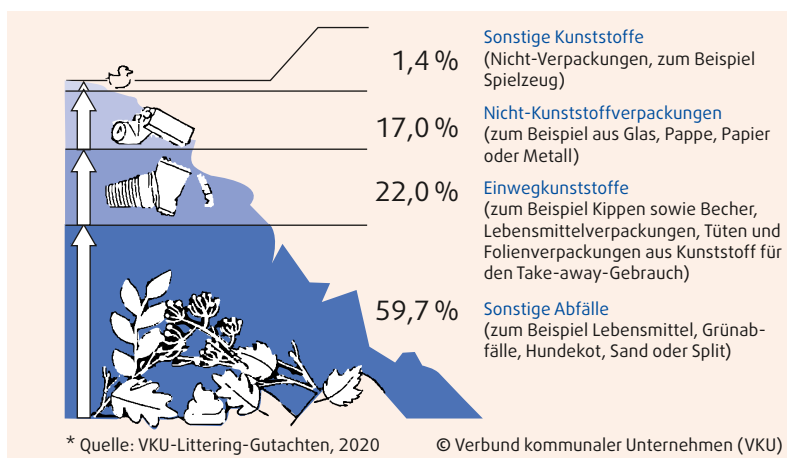 1,4 %
Sonstige Kunststoffe
(Nicht-Verpackungen, zum Beispiel
Spielzeug)
17,0 %
Nicht-Kunststoffverpackungen
(zum Beispiel aus Glas, Pappe, Papier
oder Metall)
22,0 %
Einwegkunststoffe
(zum Beispiel Kippen sowie Becher,
Lebensmittelverpackungen, Tüten und
Folienverpackungen aus Kunststoff für
den Take-away-Gebrauch)
59,7 %
Sonstige Abfälle
(zum Beispiel Lebensmittel, Grünab-
fälle, Hundekot, Sand oder Split)
* Quelle: VKU-Littering-Gutachten, 2020
© Verbund kommunaler Unternehmen (VKU)